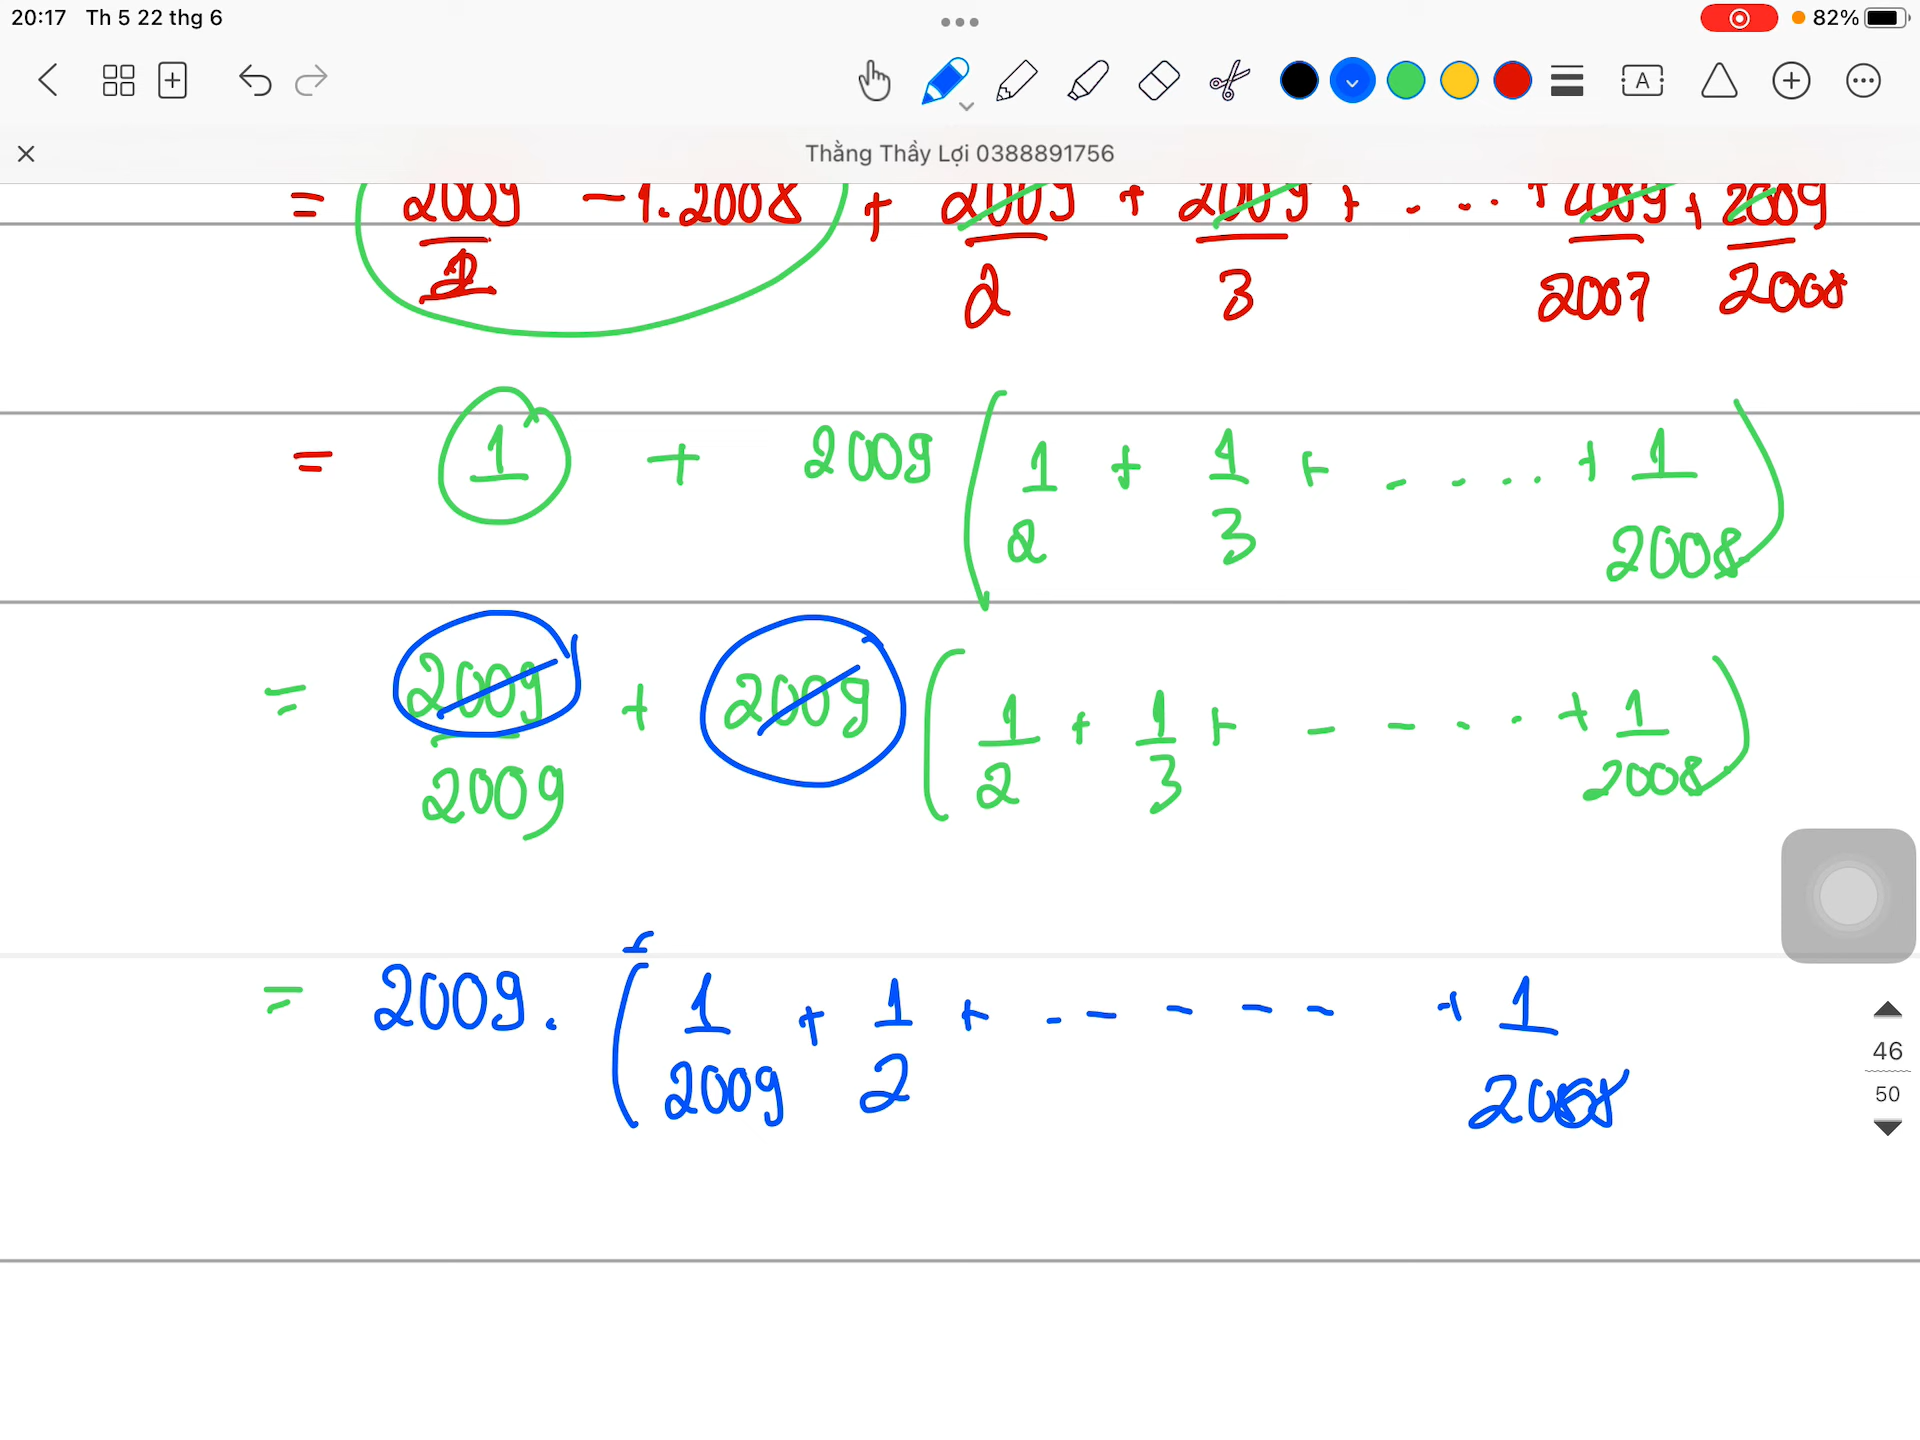 20:17 Th 5 22 thg 6
82%
A
Thằng Thầy Lợi 0388891756
= 2009/1 - 1.2008 + 2009/2 + 2009/3 + ..... + 2009/2007 + 2009/2008
= 1 + 2009 ( 1/2 + 1/3 + ..... + 1/2008 )
= 2009/2009 + 2009 ( 1/2 + 1/3 + ..... + 1/2008 )
= 2009. ( 1/2009 + 1/2 + ..... + 1/2008
46
50